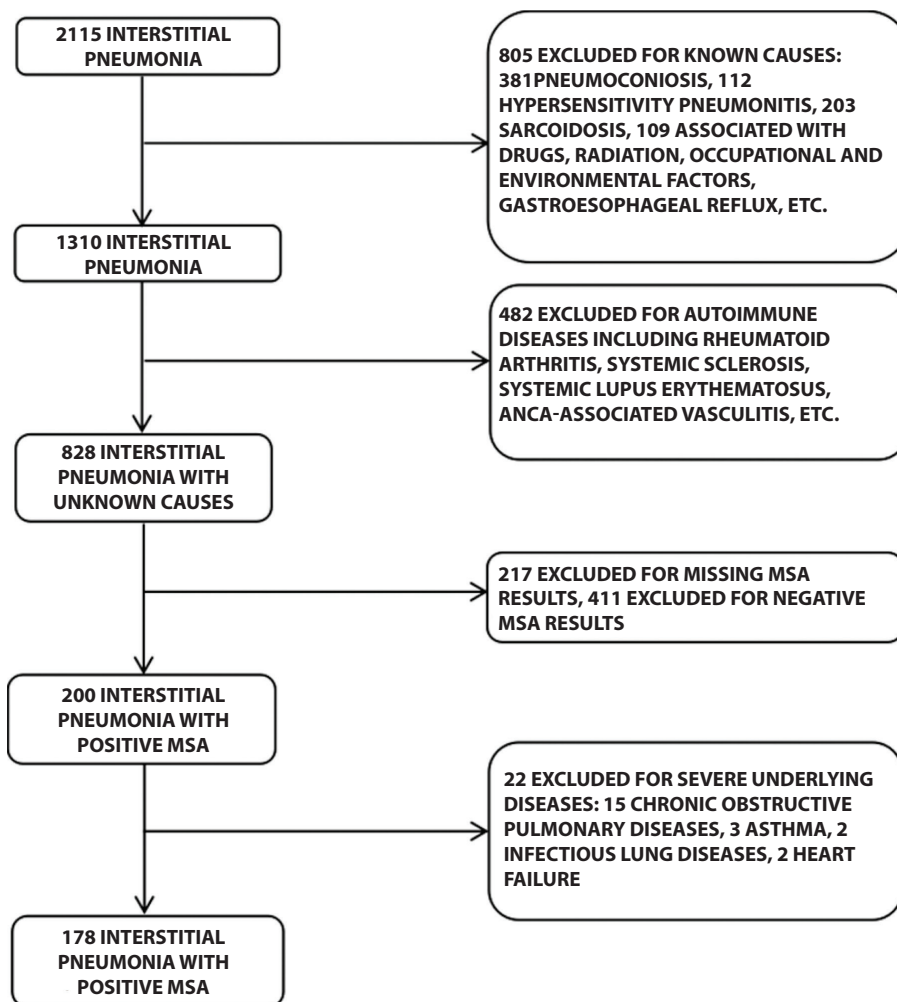 2115 INTERSTITIAL
PNEUMONIA
805 EXCLUDED FOR KNOWN CAUSES:
381PNEUMOCONIOSIS, 112
HYPERSENSITIVITY PNEUMONITIS, 203
SARCOIDOSIS, 109 ASSOCIATED WITH
DRUGS, RADIATION, OCCUPATIONAL AND
ENVIRONMENTAL FACTORS,
GASTROESOPHAGEAL REFLUX, ETC.
1310 INTERSTITIAL
PNEUMONIA
482 EXCLUDED FOR AUTOIMMUNE
DISEASES INCLUDING RHEUMATOID
ARTHRITIS, SYSTEMIC SCLEROSIS,
SYSTEMIC LUPUS ERYTHEMATOSUS,
ANCA-ASSOCIATED VASCULITIS, ETC.
828 INTERSTITIAL
PNEUMONIA WITH
UNKNOWN CAUSES
217 EXCLUDED FOR MISSING MSA
RESULTS, 411 EXCLUDED FOR NEGATIVE
MSA RESULTS
200 INTERSTITIAL
PNEUMONIA WITH
POSITIVE MSA
22 EXCLUDED FOR SEVERE UNDERLYING
DISEASES: 15 CHRONIC OBSTRUCTIVE
PULMONARY DISEASES, 3 ASTHMA, 2
INFECTIOUS LUNG DISEASES, 2 HEART
FAILURE
178 INTERSTITIAL
PNEUMONIA WITH
POSITIVE MSA